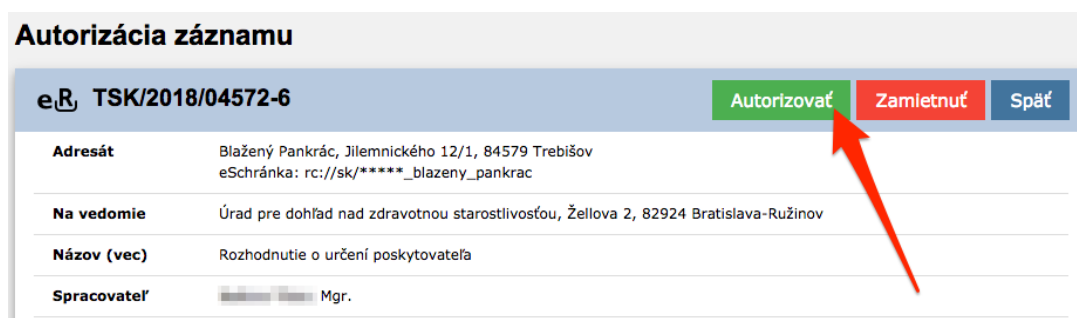 Autorizácia záznamu
eR TSK/2018/04572-6
Autorizovať Zamietnuť Späť
Adresát Blažený Pankrác, Jilemnického 12/1, 84579 Trebišov
eSchránka: rc://sk/*****_blazeny_pankrac
Na vedomie Úrad pre dohľad nad zdravotnou starostlivosťou, Žellova 2, 82924 Bratislava-Ružinov
Názov (vec) Rozhodnutie o určení poskytovateľa
Spracovateľ Mgr.